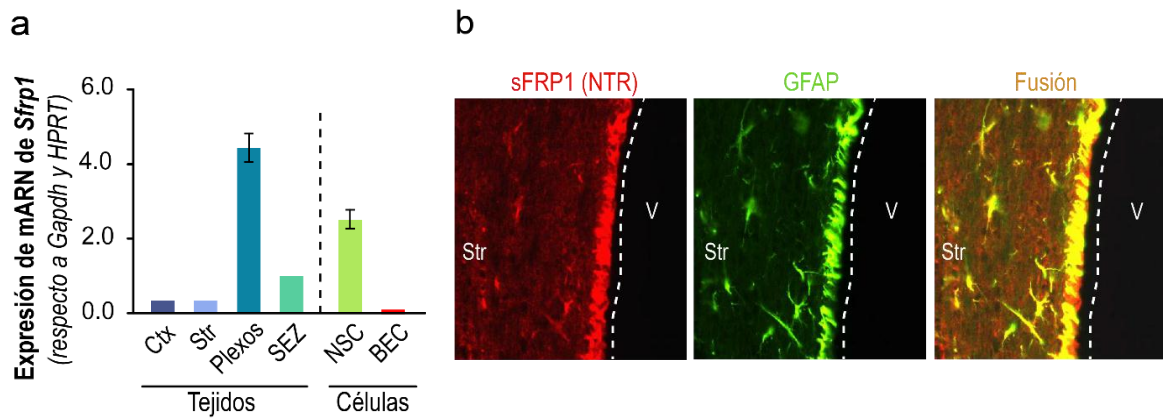 a
Expresión de mARN de Sfrp1
(respecto a Gapdh y HPRT)
6.0
4.0
2.0
0.0
Ctx
Str
Plexos
SEZ
NSC
BEC
Tejidos
Células
b
sFRP1 (NTR)
GFAP
Fusión
Str
V
Str
V
Str
V